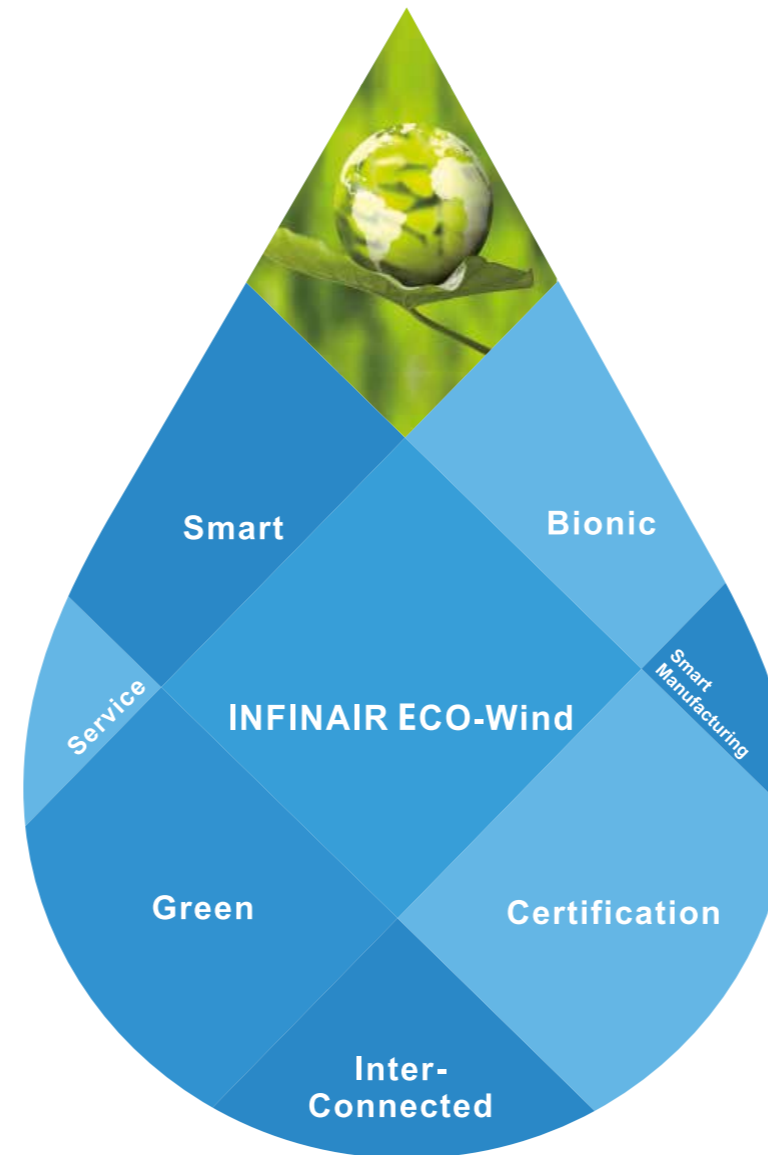 Smart
Bionic
Service
Smart
Manufacturing
INFINAIR ECO-Wind
Green
Certification
Inter-
Connected